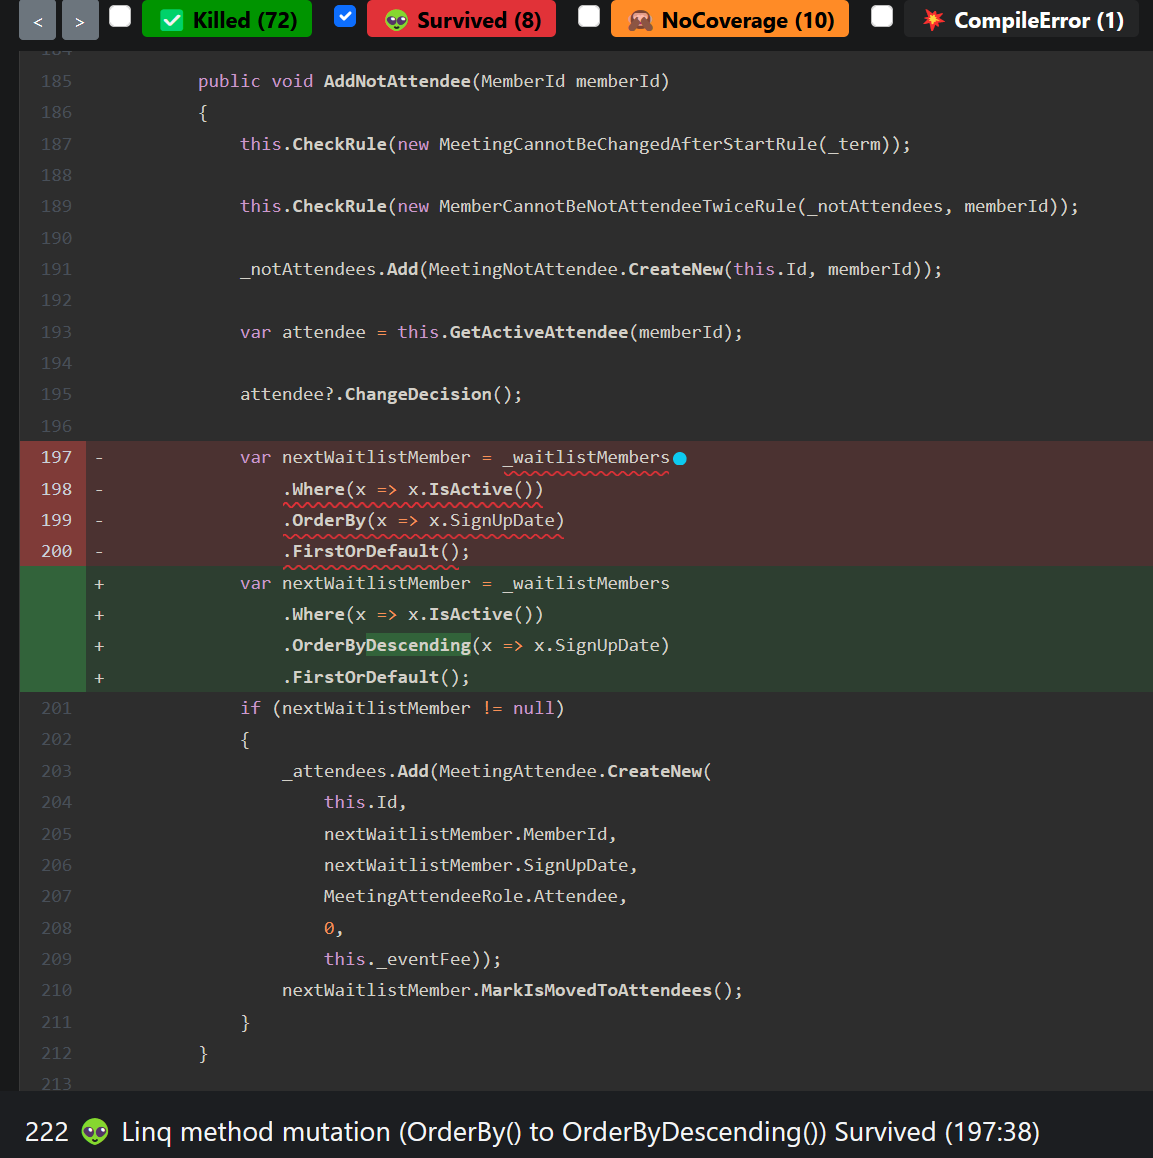 < > ✅ Killed (72) 👽 Survived (8) 🙈 NoCoverage (10) 💥 CompileError (1)
184
185 public void AddNotAttendee(MemberId memberId)
186 {
187 this.CheckRule(new MeetingCannotBeChangedAfterStartRule(_term));
188
189 this.CheckRule(new MemberCannotBeNotAttendeeTwiceRule(_notAttendees, memberId));
190
191 _notAttendees.Add(MeetingNotAttendee.CreateNew(this.Id, memberId));
192
193 var attendee = this.GetActiveAttendee(memberId);
194
195 attendee?.ChangeDecision();
196
197 - var nextWaitlistMember = _waitlistMembers
198 - .Where(x => x.IsActive())
199 - .OrderBy(x => x.SignUpDate)
200 - .FirstOrDefault();
+ var nextWaitlistMember = _waitlistMembers
+ .Where(x => x.IsActive())
+ .OrderByDescending(x => x.SignUpDate)
+ .FirstOrDefault();
201 if (nextWaitlistMember != null)
202 {
203 _attendees.Add(MeetingAttendee.CreateNew(
204 this.Id,
205 nextWaitlistMember.MemberId,
206 nextWaitlistMember.SignUpDate,
207 MeetingAttendeeRole.Attendee,
208 0,
209 this._eventFee));
210 nextWaitlistMember.MarkIsMovedToAttendees();
211 }
212 }
213
222 👽 Linq method mutation (OrderBy() to OrderByDescending()) Survived (197:38)